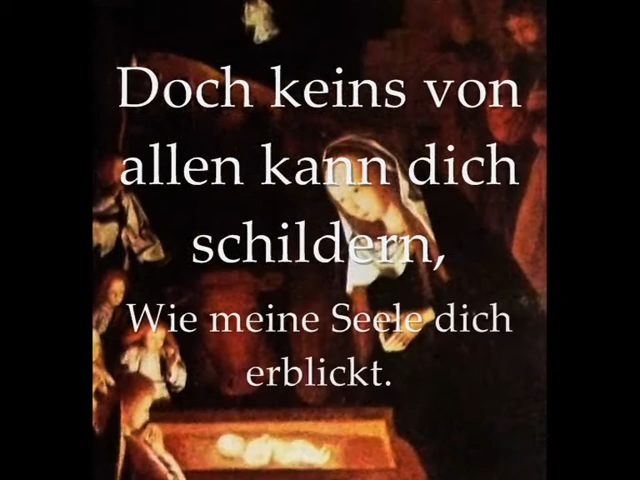 Doch keins von
allen kann dich
schildern,
Wie meine Seele dich
erblickt.